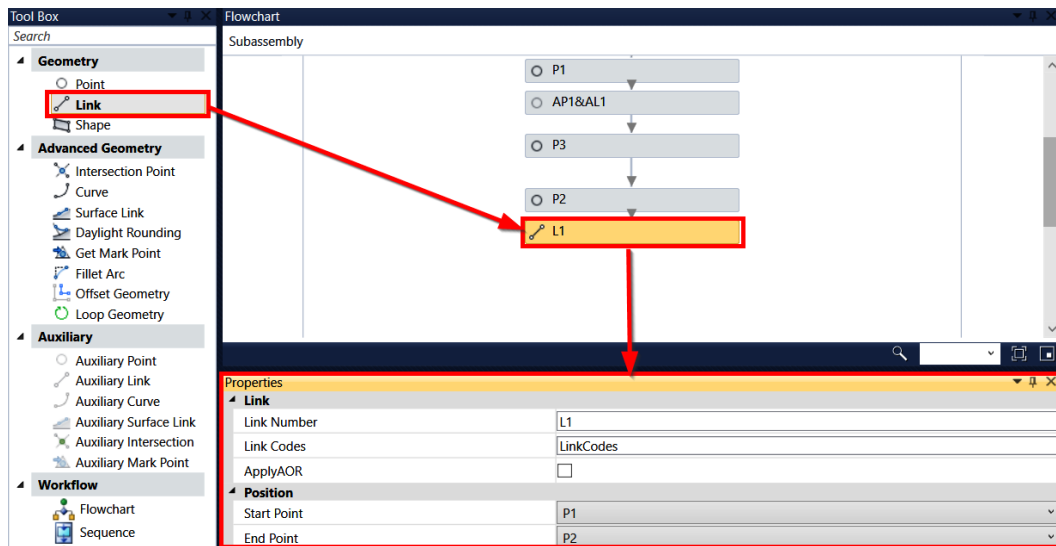 Tool Box
Search
Geometry
Point
Link
Shape
Advanced Geometry
Intersection Point
Curve
Surface Link
Daylight Rounding
Get Mark Point
Fillet Arc
Offset Geometry
Loop Geometry
Auxiliary
Auxiliary Point
Auxiliary Link
Auxiliary Curve
Auxiliary Surface Link
Auxiliary Intersection
Auxiliary Mark Point
Workflow
Flowchart
Sequence
Flowchart
Subassembly
P1
AP1&AL1
P3
P2
L1
Properties
Link
Link Number L1
Link Codes LinkCodes
ApplyAOR
Position
Start Point P1
End Point P2